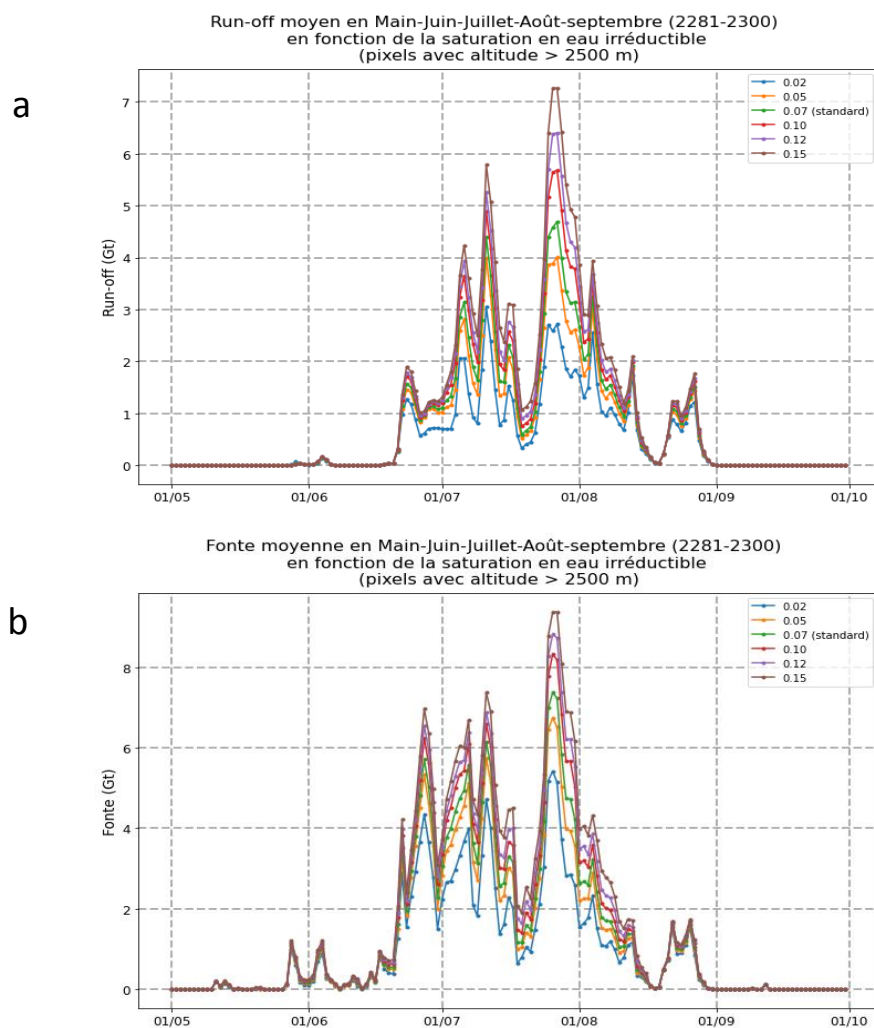 a
Run-off moyen en Main-Juin-Juillet-Août-septembre (2281-2300)
en fonction de la saturation en eau irréductible
(pixels avec altitude > 2500 m)
Run-off (Gt)
7
6
5
4
3
2
1
0
0.02
0.05
0.07 (standard)
0.10
0.12
0.15
01/05
01/06
01/07
01/08
01/09
01/10
b
Fonte moyenne en Main-Juin-Juillet-Août-septembre (2281-2300)
en fonction de la saturation en eau irréductible
(pixels avec altitude > 2500 m)
Fonte (Gt)
8
6
4
2
0
0.02
0.05
0.07 (standard)
0.10
0.12
0.15
01/05
01/06
01/07
01/08
01/09
01/10